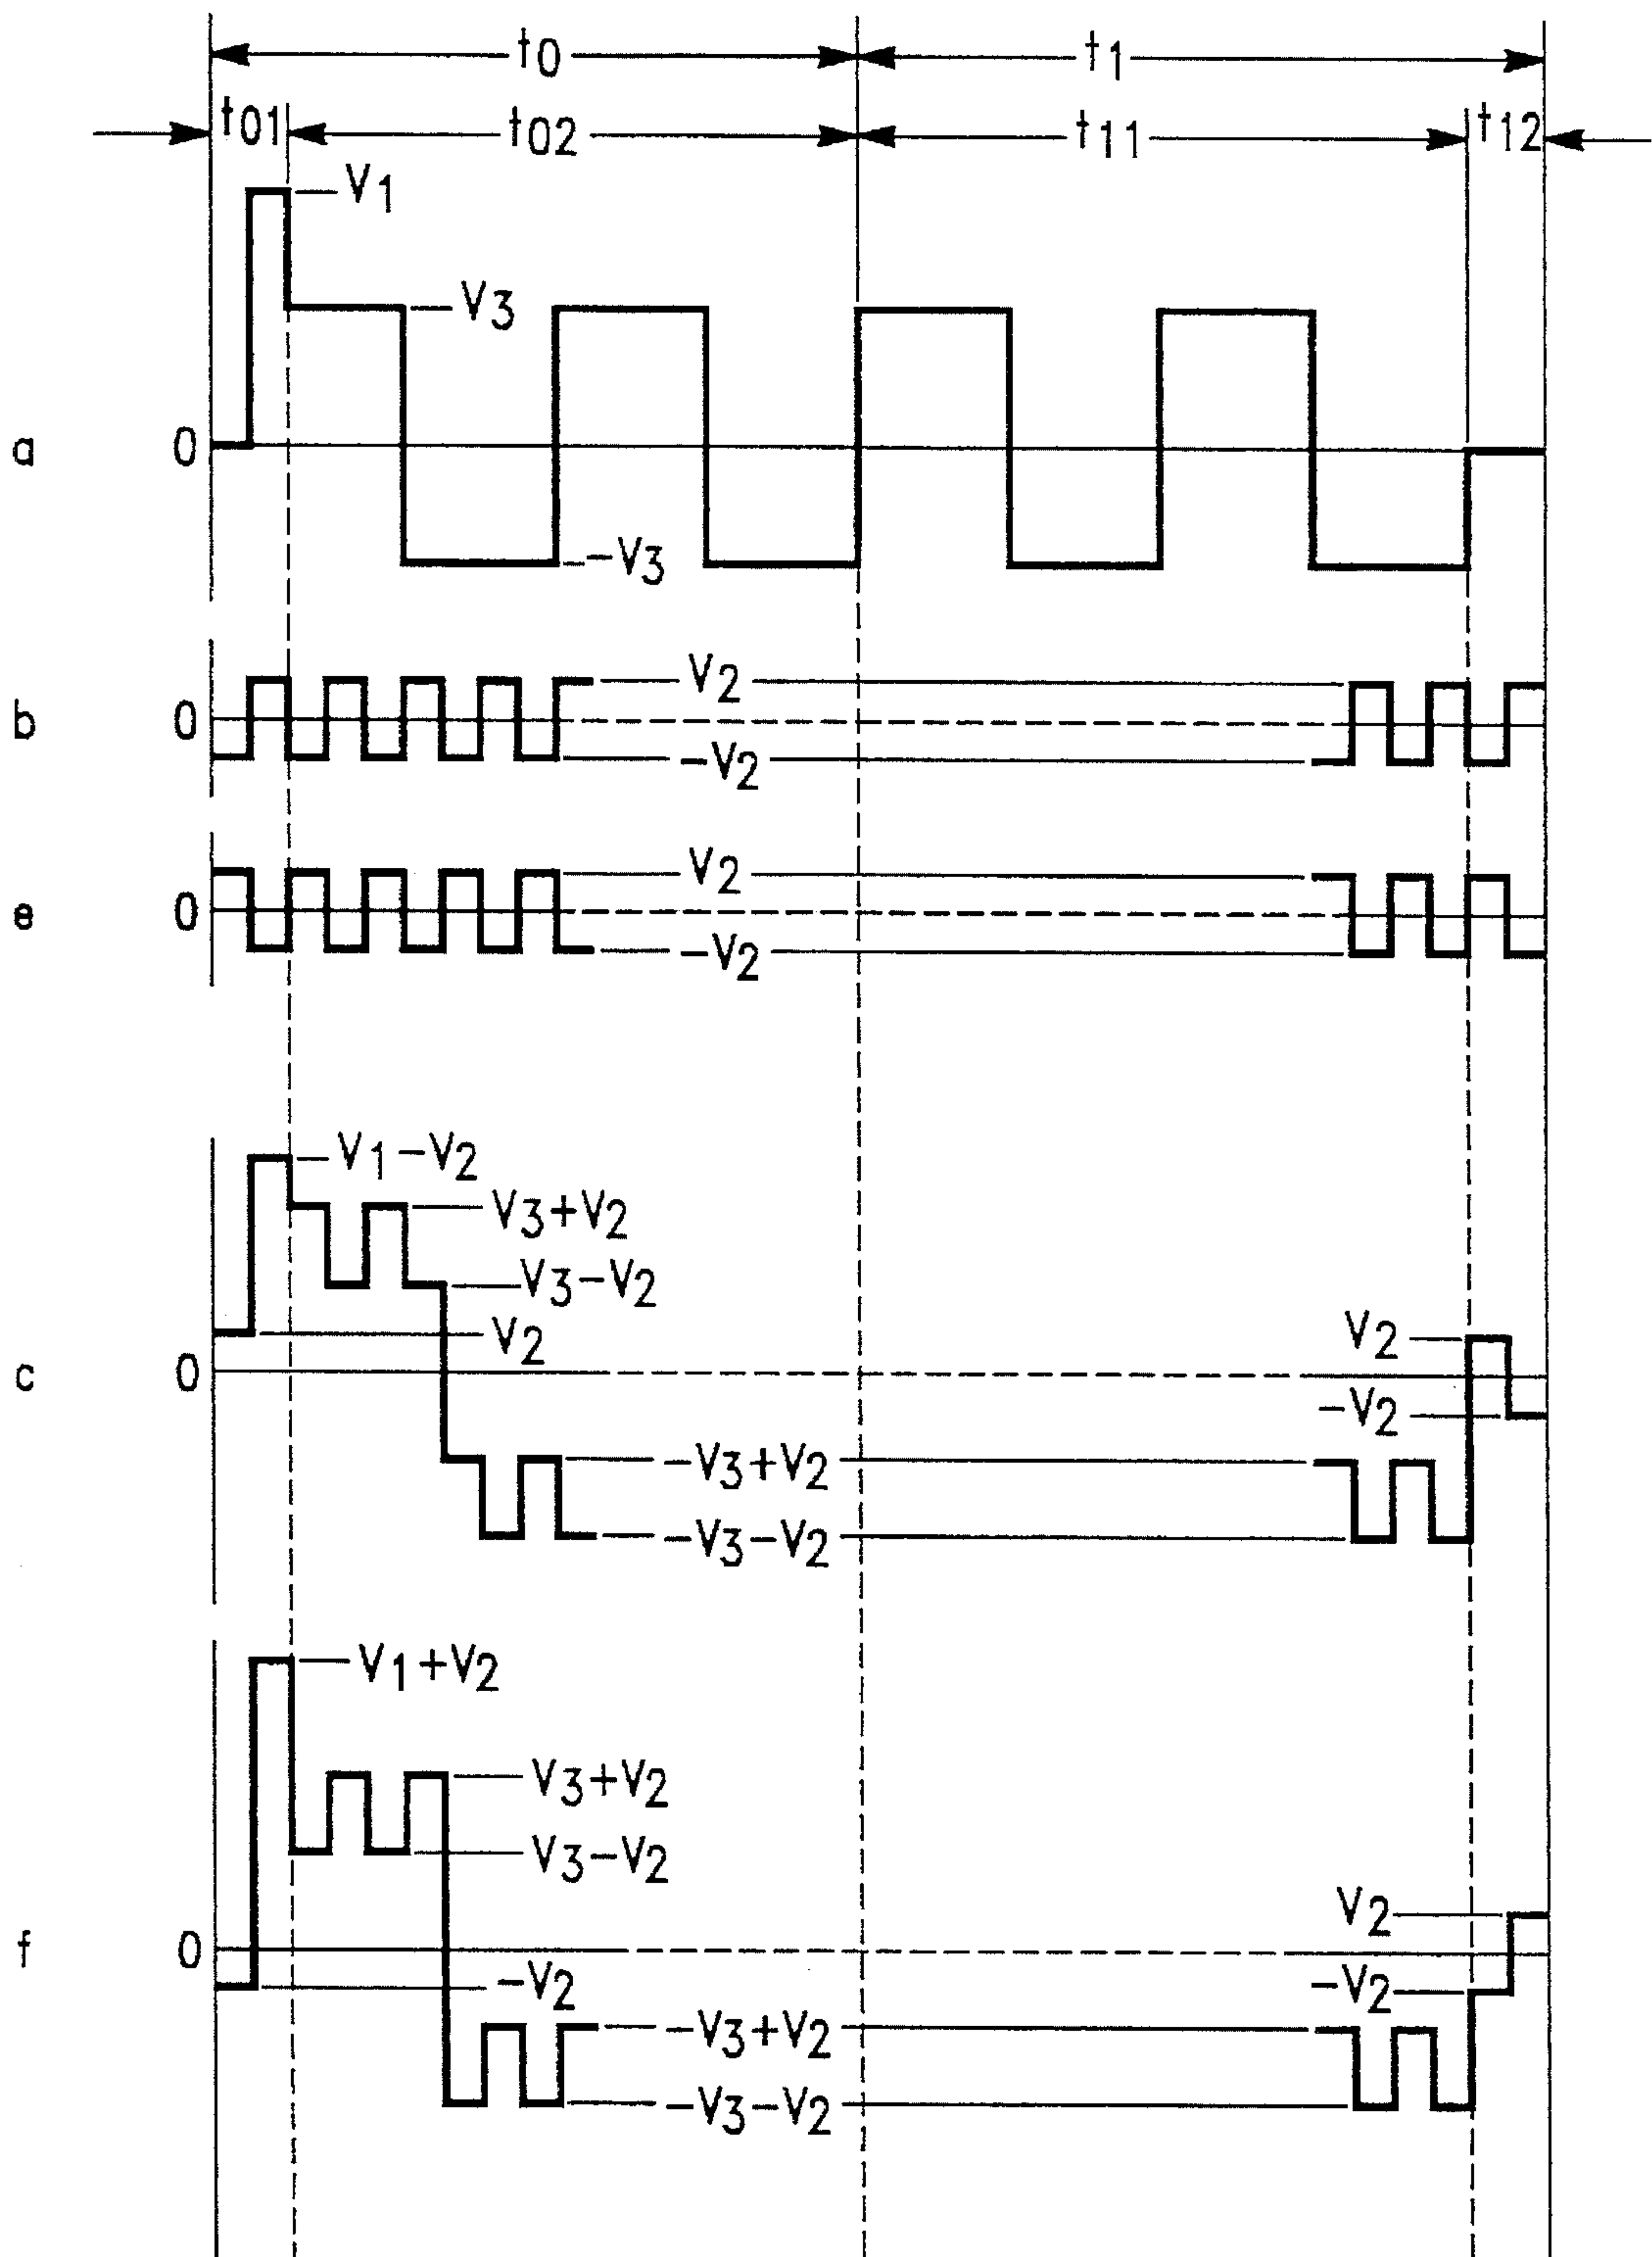 t0 t1
t01 t02 t11 t12
V1
V3
a 0
-V3
V2
b 0
-V2
V2
e 0
-V2
V1-V2
V3+V2
V3-V2
V2 V2
c 0
-V2
-V3+V2
-V3-V2
V1+V2
V3+V2
V3-V2
V2
f 0
-V2 -V2
-V3+V2
-V3-V2